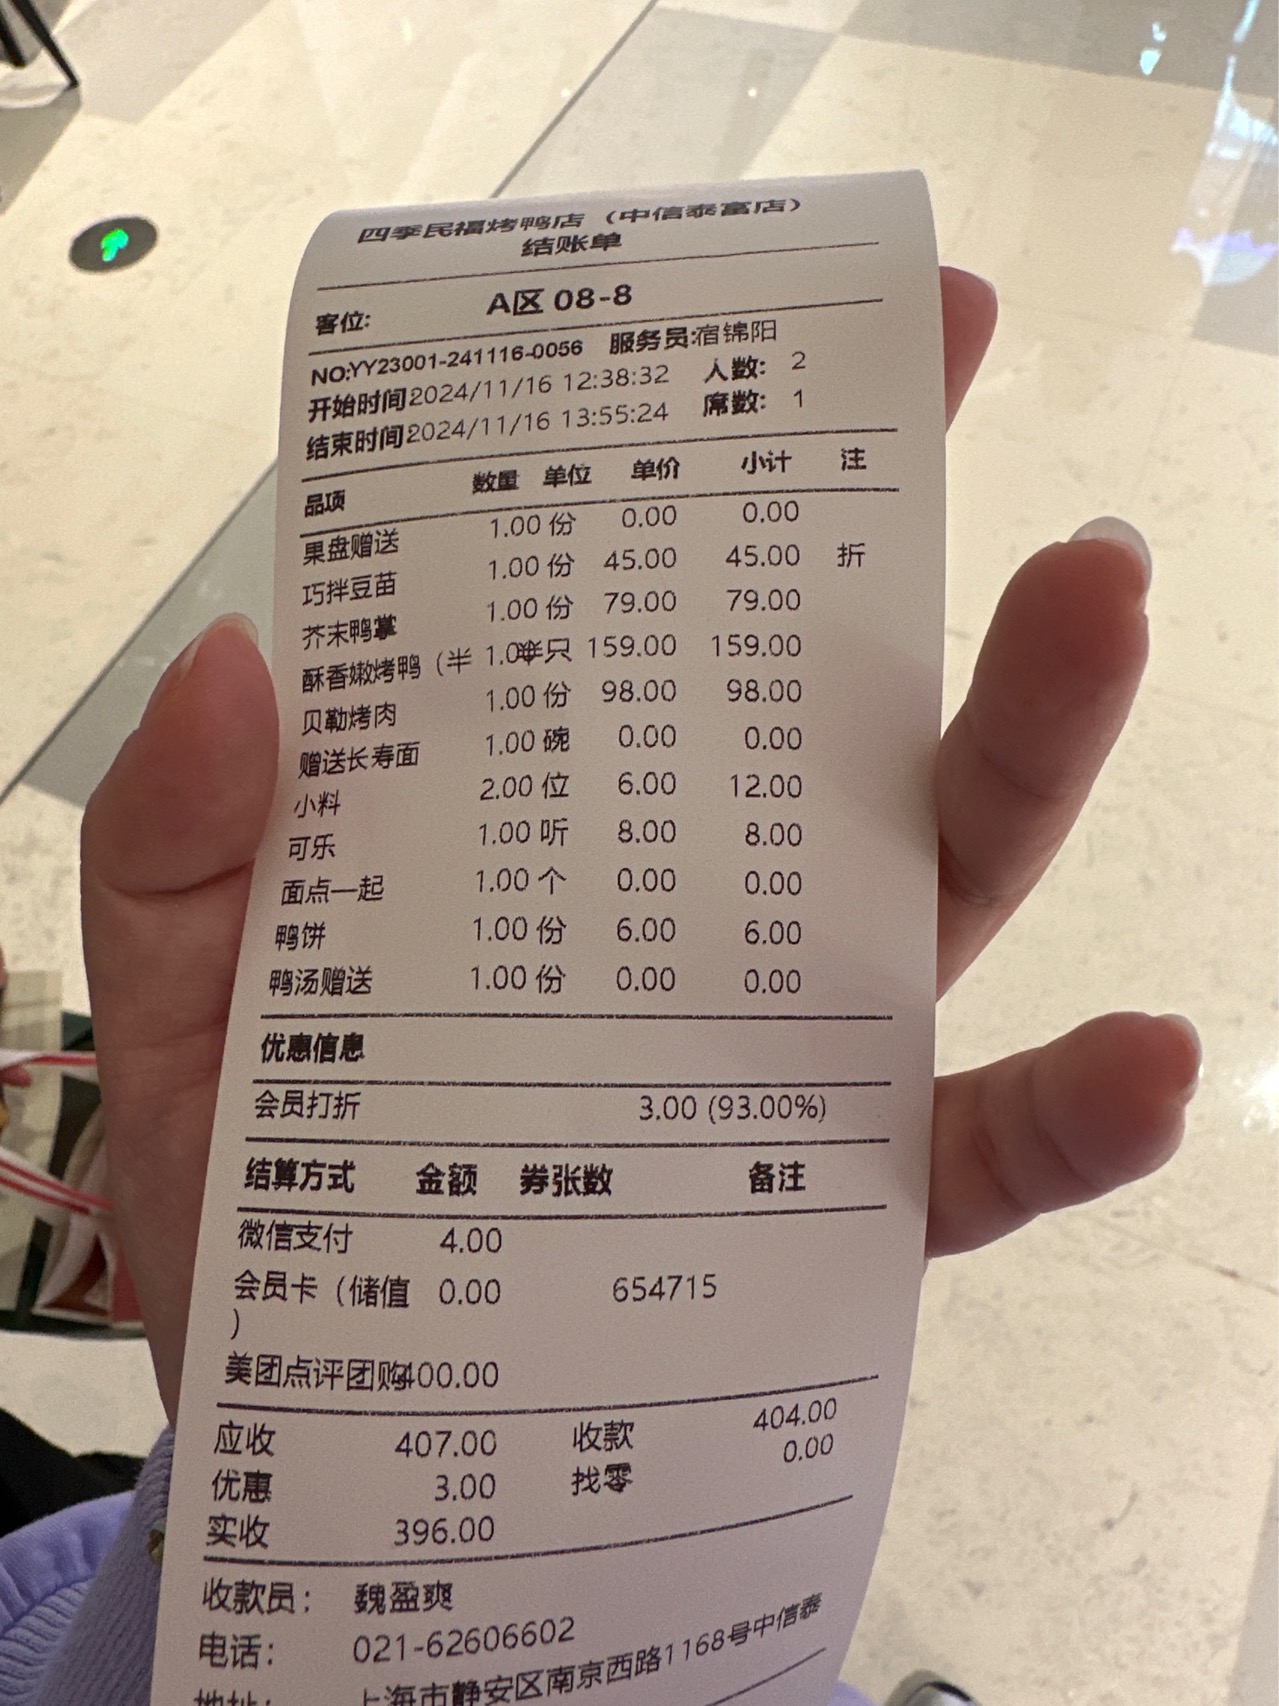 四季民福烤鸭店（中信泰富店）
结账单
客位: A区 08-8
NO:YY23001-241116-0056 服务员:宿锦阳
开始时间2024/11/16 12:38:32 人数: 2
结束时间2024/11/16 13:55:24 席数: 1
品项 数量 单位 单价 小计 注
果盘赠送 1.00 份 0.00 0.00
巧拌豆苗 1.00 份 45.00 45.00 折
芥末鸭掌 1.00 份 79.00 79.00
酥香嫩烤鸭（半 1.00半只 159.00 159.00
贝勒烤肉 1.00 份 98.00 98.00
赠送长寿面 1.00 碗 0.00 0.00
小料 2.00 位 6.00 12.00
可乐 1.00 听 8.00 8.00
面点一起 1.00 个 0.00 0.00
鸭饼 1.00 份 6.00 6.00
鸭汤赠送 1.00 份 0.00 0.00
优惠信息
会员打折 3.00 (93.00%)
结算方式 金额 券张数 备注
微信支付 4.00
会员卡（储值 0.00 654715
）
美团点评团购400.00
应收 407.00 收款 404.00
优惠 3.00 找零 0.00
实收 396.00
收款员： 魏盈爽
电话： 021-62606602
地址： 上海市静安区南京西路1168号中信泰